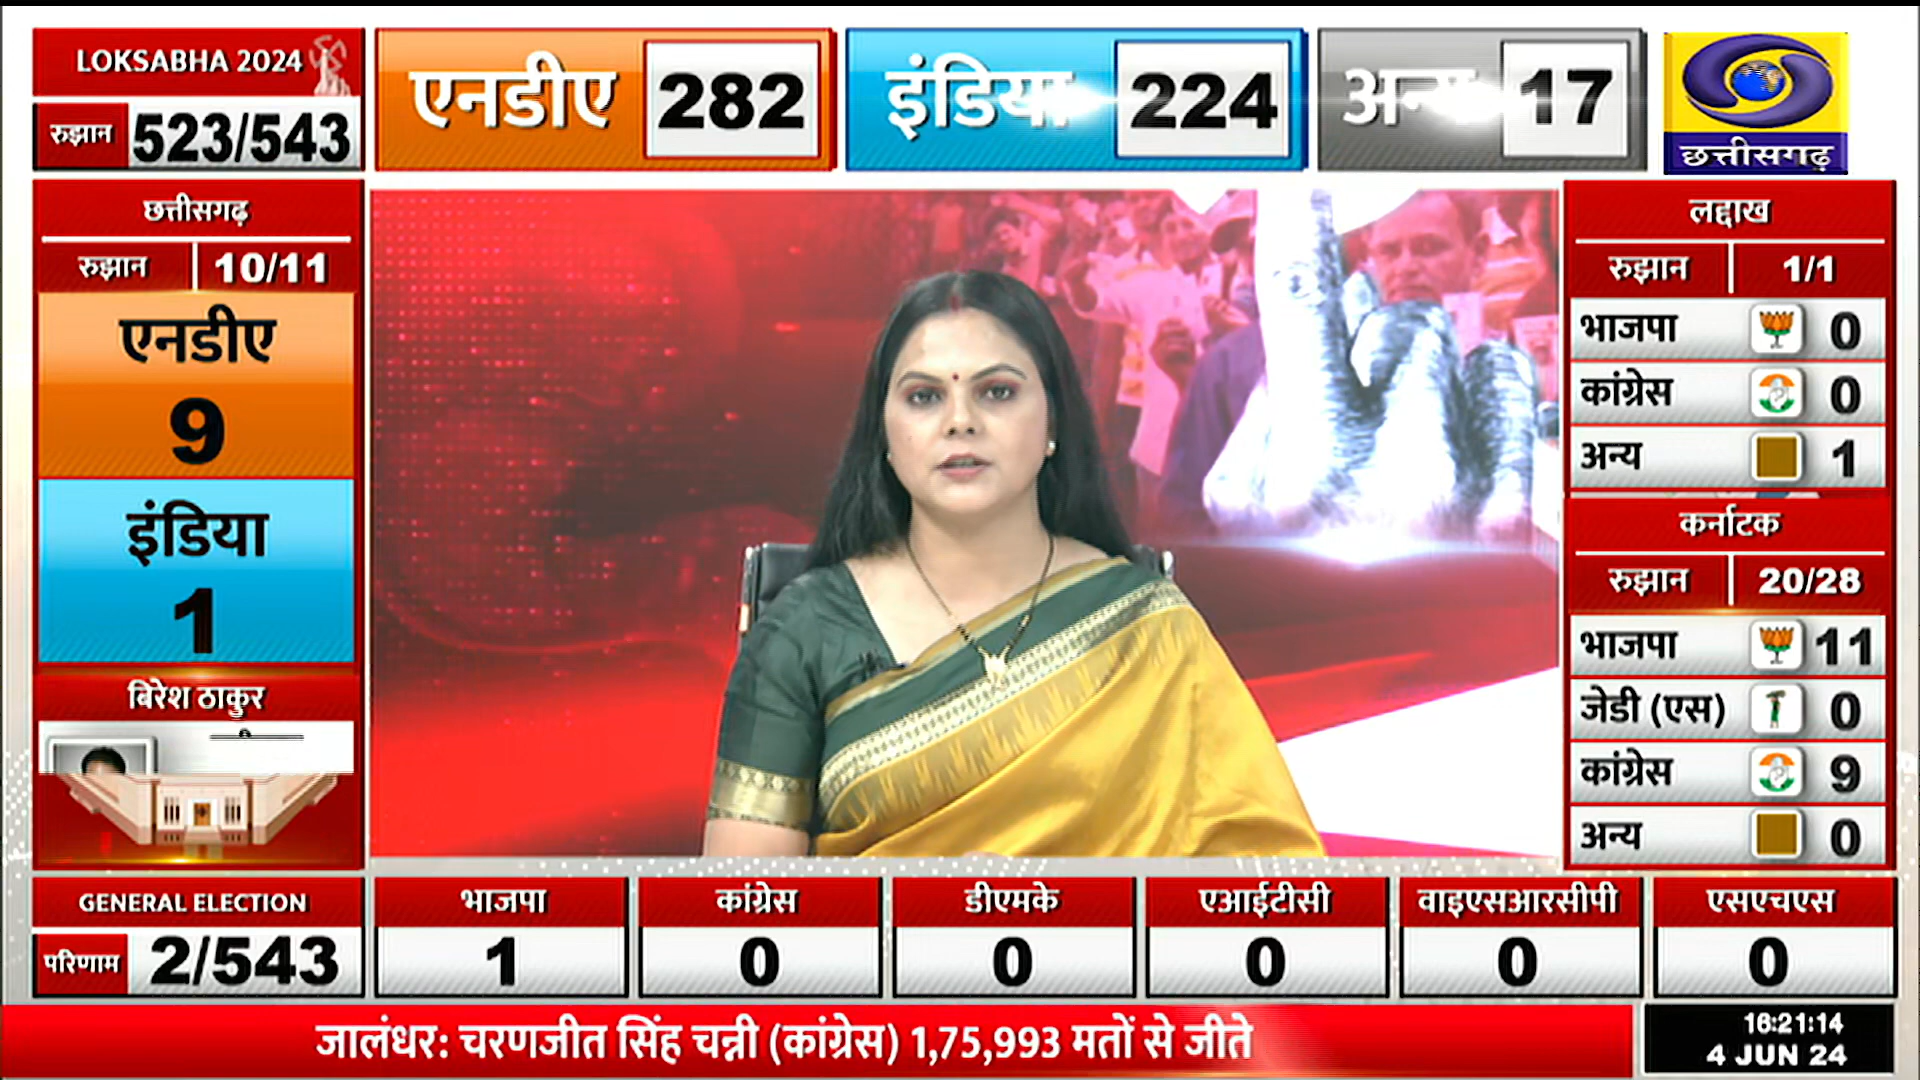 LOKSABHA 2024
रुझान 523/543
एनडीए 282
इंडिया 224
अन्य 17
छत्तीसगढ़
छत्तीसगढ़
रुझान 10/11
एनडीए
9
इंडिया
1
बिरेश ठाकुर
लद्दाख
रुझान 1/1
भाजपा 0
कांग्रेस 0
अन्य 1
कर्नाटक
रुझान 20/28
भाजपा 11
जेडी (एस) 0
कांग्रेस 9
अन्य 0
GENERAL ELECTION
परिणाम 2/543
भाजपा
1
कांग्रेस
0
डीएमके
0
एआईटीसी
0
वाइएसआरसीपी
0
एसएचएस
0
जालंधर: चरणजीत सिंह चन्नी (कांग्रेस) 1,75,993 मतों से जीते
16:21:14
4 JUN 24